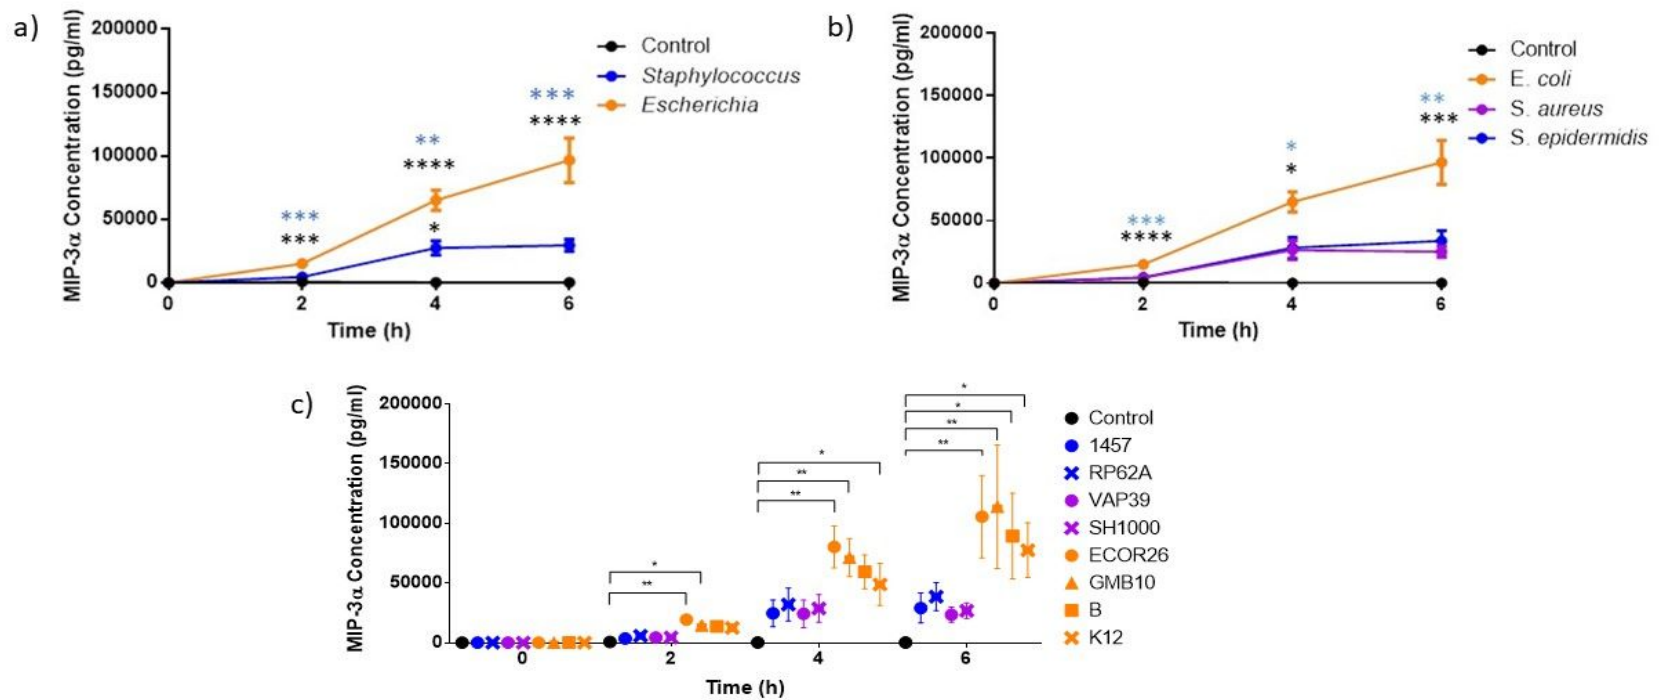 a)
MIP-3α Concentration (pg/ml)
200000
150000
100000
50000
0
0 2 4 6
Time (h)
***
***
**
****
*
***
****
Control
Staphylococcus
Escherichia
b)
MIP-3α Concentration (pg/ml)
200000
150000
100000
50000
0
0 2 4 6
Time (h)
***
****
*
*
**
***
Control
E. coli
S. aureus
S. epidermidis
c)
MIP-3α Concentration (pg/ml)
200000
150000
100000
50000
0
0 2 4 6
Time (h)
*
**
*
**
**
*
*
**
**
Control
1457
RP62A
VAP39
SH1000
ECOR26
GMB10
B
K12